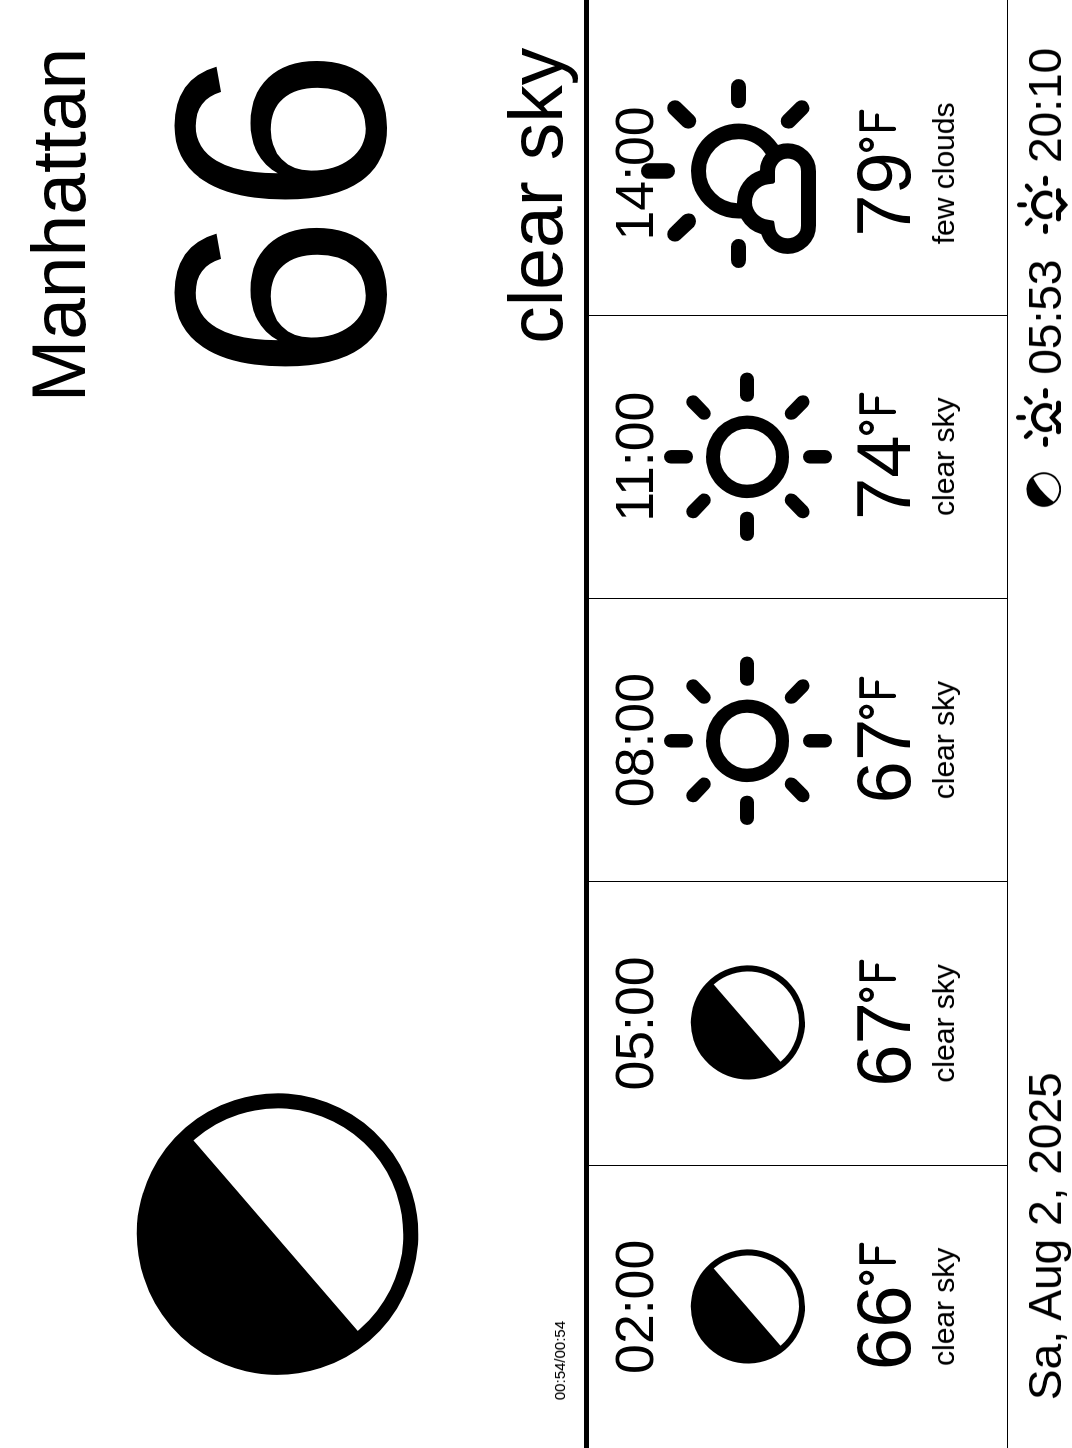 Manhattan
66
clear sky
00:54/00:54
02:00 05:00 08:00 11:00 14:00
66°F 67°F 67°F 74°F 79°F
clear sky clear sky clear sky clear sky few clouds
Sa, Aug 2, 2025 05:53 20:10